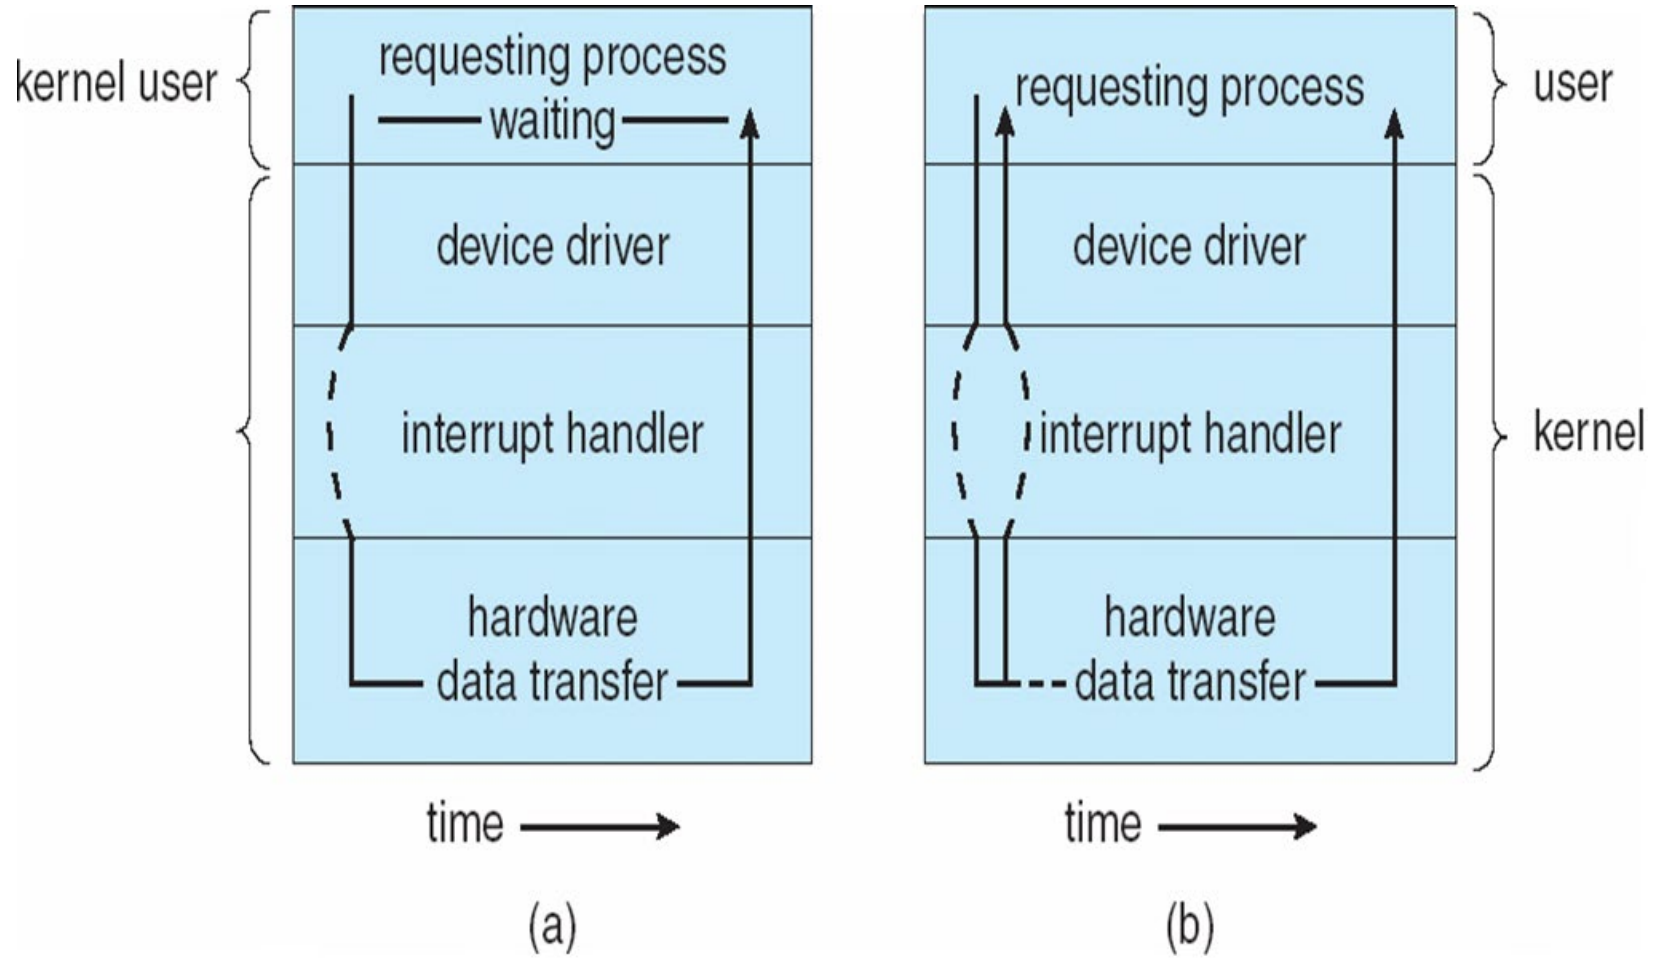 kernel user
requesting process
waiting
device driver
interrupt handler
hardware
data transfer
time
(a)
requesting process
user
device driver
interrupt handler
kernel
hardware
data transfer
time
(b)